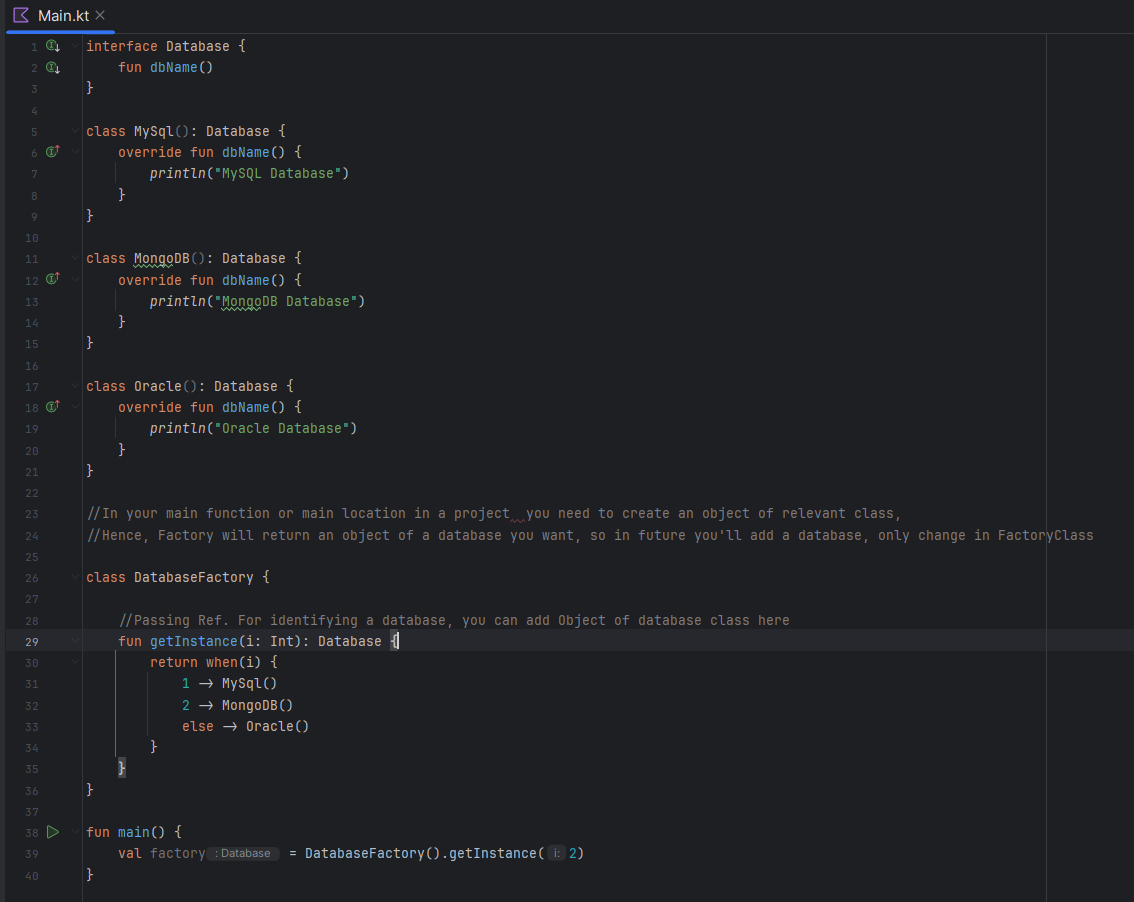 Main.kt
1 interface Database {
2     fun dbName()
3 }
4
5 class MySql(): Database {
6     override fun dbName() {
7         println("MySQL Database")
8     }
9 }
10
11 class MongoDB(): Database {
12     override fun dbName() {
13         println("MongoDB Database")
14     }
15 }
16
17 class Oracle(): Database {
18     override fun dbName() {
19         println("Oracle Database")
20     }
21 }
22
23 //In your main function or main location in a project  you need to create an object of relevant class,
24 //Hence, Factory will return an object of a database you want, so in future you'll add a database, only change in FactoryClass
25
26 class DatabaseFactory {
27
28     //Passing Ref. For identifying a database, you can add Object of database class here
29     fun getInstance(i: Int): Database {
30         return when(i) {
31             1 -> MySql()
32             2 -> MongoDB()
33             else -> Oracle()
34         }
35     }
36 }
37
38 fun main() {
39     val factory : Database = DatabaseFactory().getInstance( i: 2)
40 }